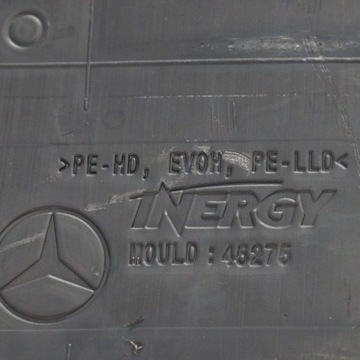 >PE-HD, EVOH, PE-LLD<
INERGY
MOULD : 46275